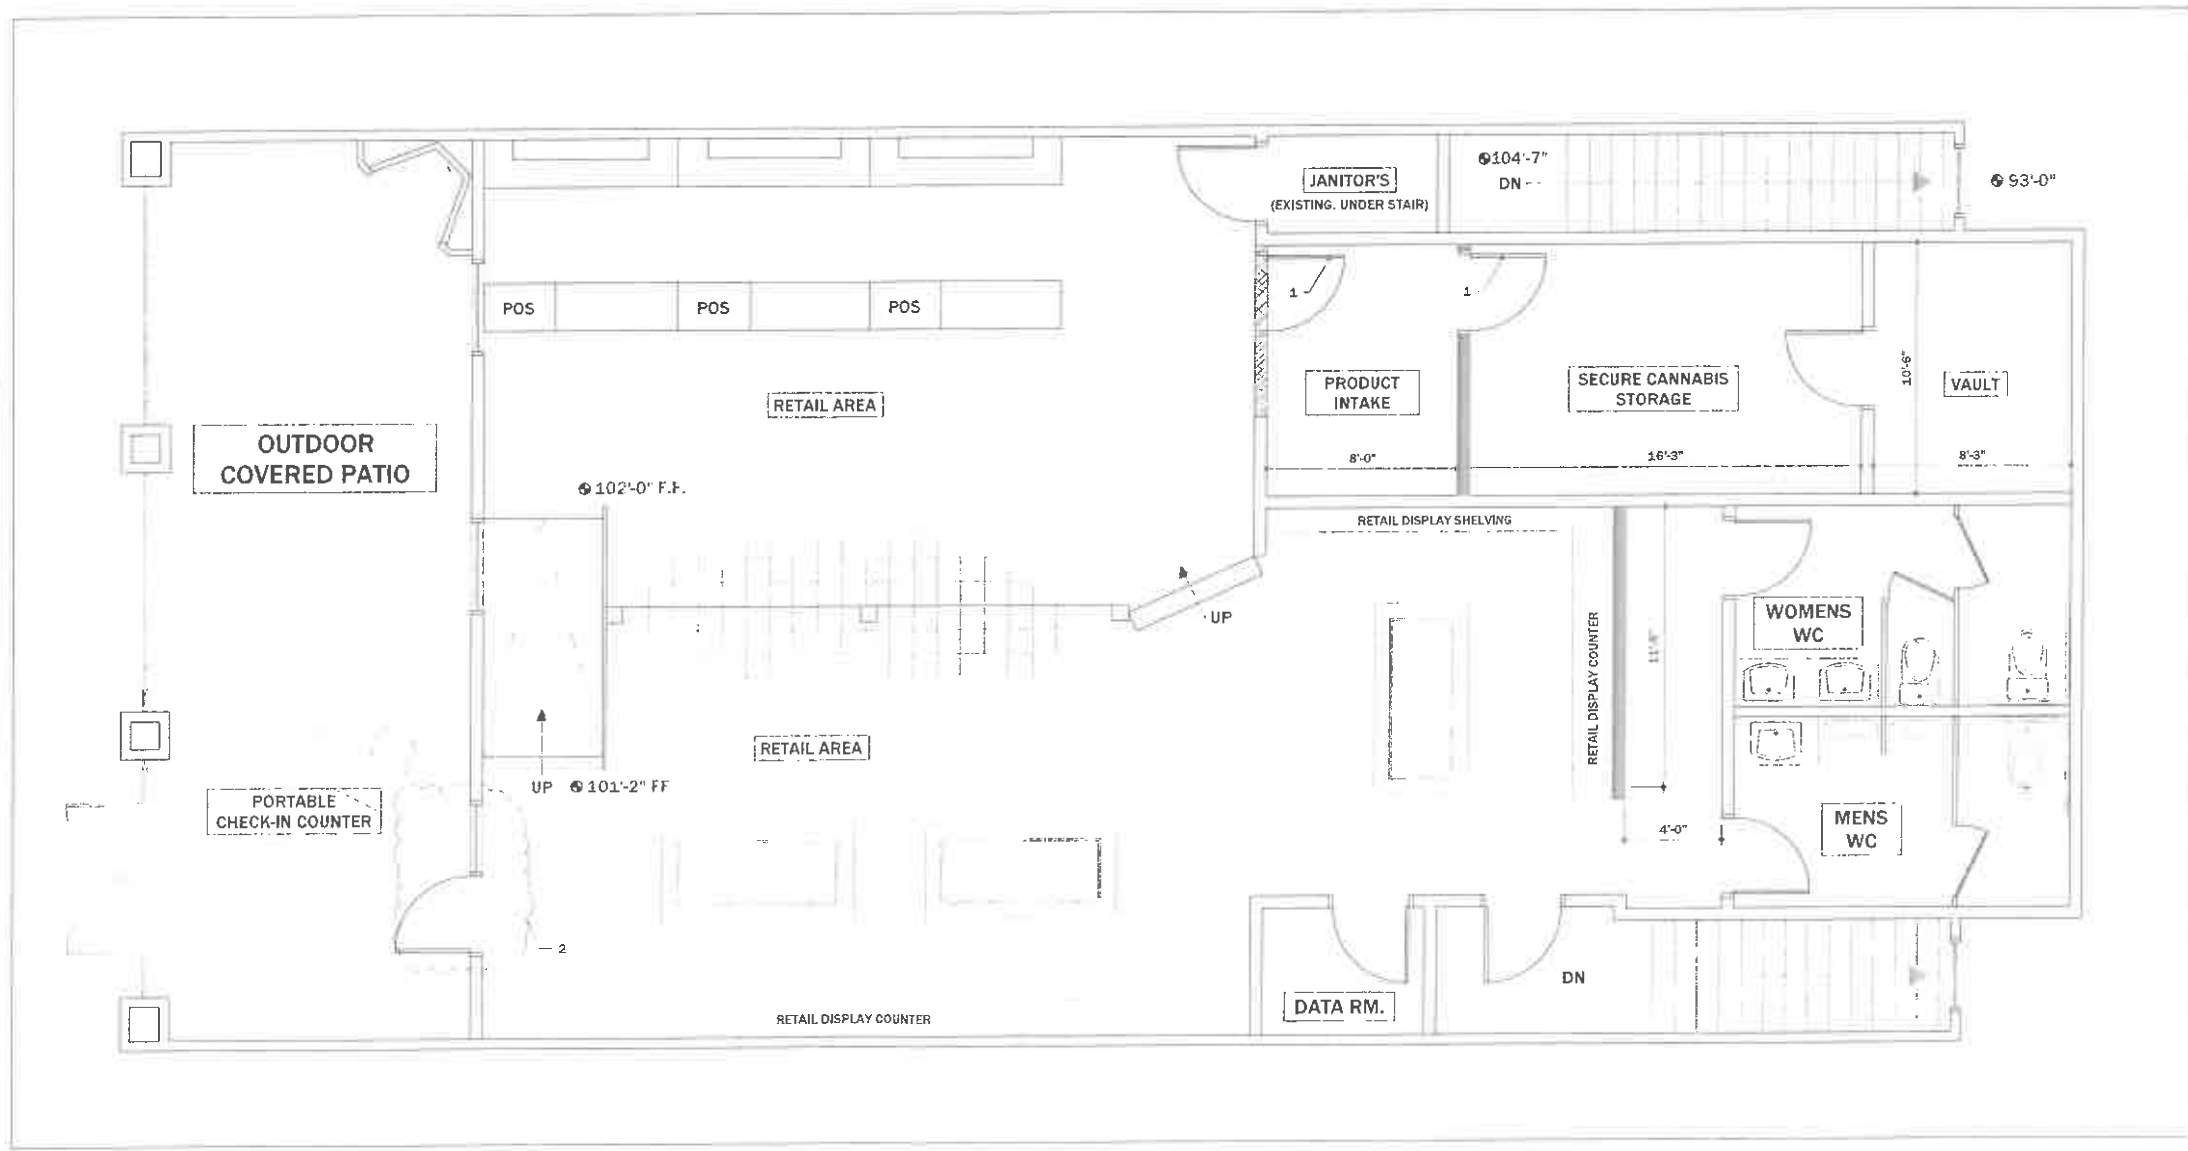 JANITOR'S
(EXISTING. UNDER STAIR)
104'-7"
DN
93'-0"
POS
POS
POS
1
1
RETAIL AREA
PRODUCT
INTAKE
SECURE CANNABIS
STORAGE
10'-6"
VAULT
OUTDOOR
COVERED PATIO
8'-0"
16'-3"
8'-3"
102'-0" F.F.
RETAIL DISPLAY SHELVING
UP
RETAIL DISPLAY COUNTER
WOMENS
WC
RETAIL AREA
UP
101'-2" FF
PORTABLE
CHECK-IN COUNTER
4'-0"
MENS
WC
2
DN
DATA RM.
RETAIL DISPLAY COUNTER